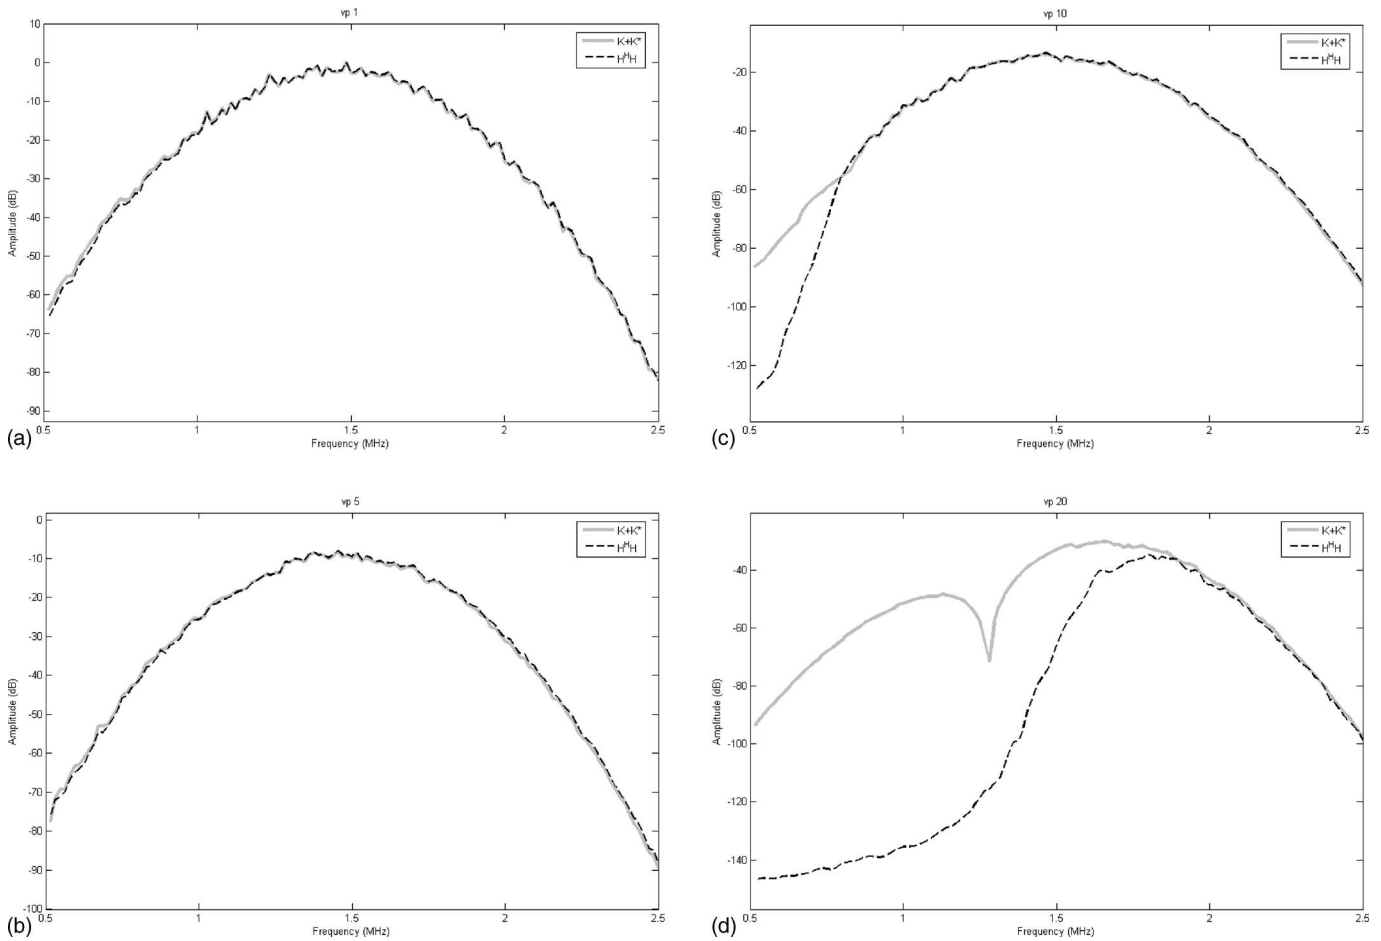 vp 1
10
0
-10
-20
-30
-40
-50
-60
-70
-80
-90
Amplitude (dB)
K+K*
HᴴH
0.5 1 1.5 2 2.5
Frequency (MHz)
(a)
vp 10
-20
-40
-60
-80
-100
-120
Amplitude (dB)
K+K*
HᴴH
0.5 1 1.5 2 2.5
Frequency (MHz)
(c)
vp 5
0
-10
-20
-30
-40
-50
-60
-70
-80
-90
-100
Amplitude (dB)
K+K*
HᴴH
0.5 1 1.5 2 2.5
Frequency (MHz)
(b)
vp 20
-40
-60
-80
-100
-120
-140
Amplitude (dB)
K+K*
HᴴH
0.5 1 1.5 2 2.5
Frequency (MHz)
(d)